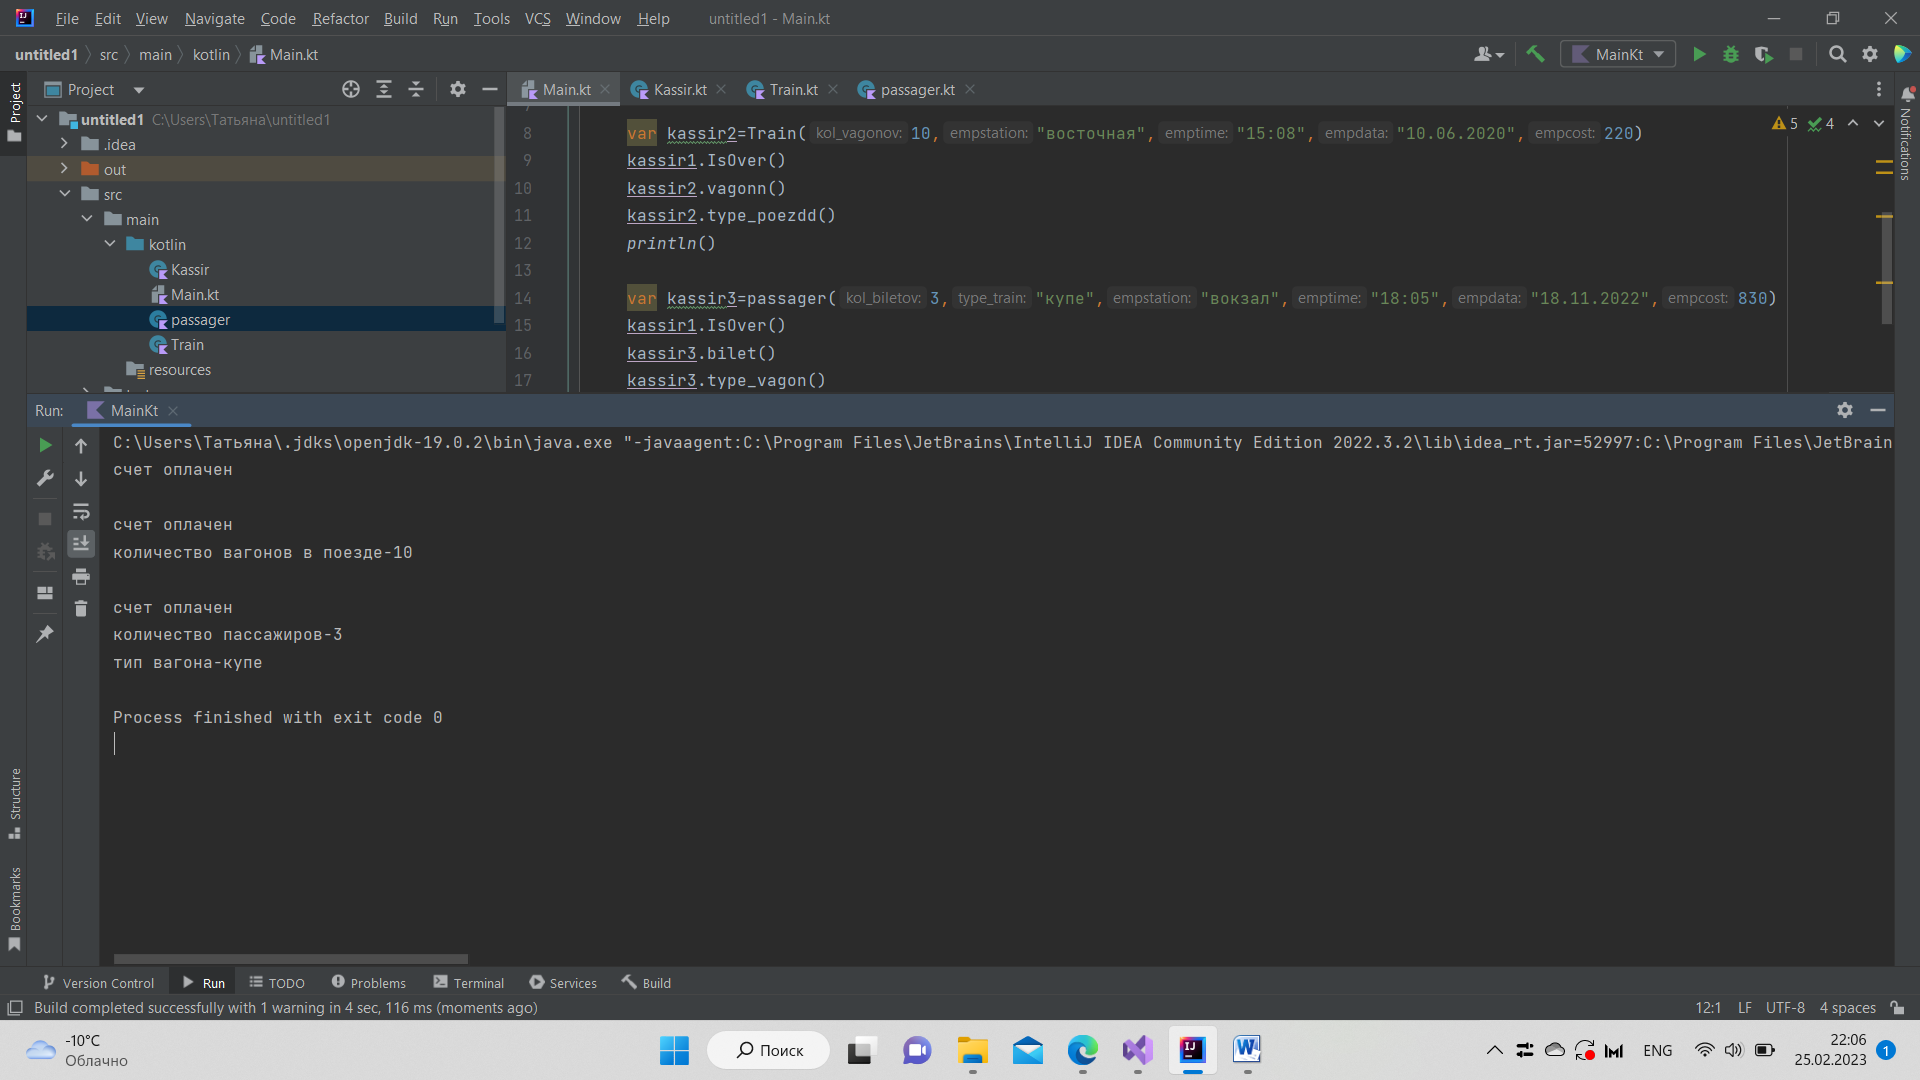 File Edit View Navigate Code Refactor Build Run Tools VCS Window Help untitled1 - Main.kt
untitled1 src main kotlin Main.kt MainKt
Project Main.kt Kassir.kt Train.kt passager.kt
Project
untitled1 C:\Users\Татьяна\untitled1
.idea
out
src
main
kotlin
Kassir
Main.kt
passager
Train
resources
8 var kassir2=Train( kol_vagonov: 10, empstation: "восточная", emptime: "15:08", empdata: "10.06.2020", empcost: 220)
5 4
9 kassir1.IsOver()
10 kassir2.vagonn()
11 kassir2.type_poezdd()
12 println()
13
14 var kassir3=passager( kol_biletov: 3, type_train: "купе", empstation: "вокзал", emptime: "18:05", empdata: "18.11.2022", empcost: 830)
15 kassir1.IsOver()
16 kassir3.bilet()
17 kassir3.type_vagon()
Notifications
Run: MainKt
C:\Users\Татьяна\.jdks\openjdk-19.0.2\bin\java.exe "-javaagent:C:\Program Files\JetBrains\IntelliJ IDEA Community Edition 2022.3.2\lib\idea_rt.jar=52997:C:\Program Files\JetBrain
счет оплачен
счет оплачен
количество вагонов в поезде-10
счет оплачен
количество пассажиров-3
тип вагона-купе
Process finished with exit code 0
Structure
Bookmarks
Version Control Run TODO Problems Terminal Services Build
Build completed successfully with 1 warning in 4 sec, 116 ms (moments ago) 12:1 LF UTF-8 4 spaces
-10°C
Облачно
Поиск
ENG
22:06
25.02.2023
1